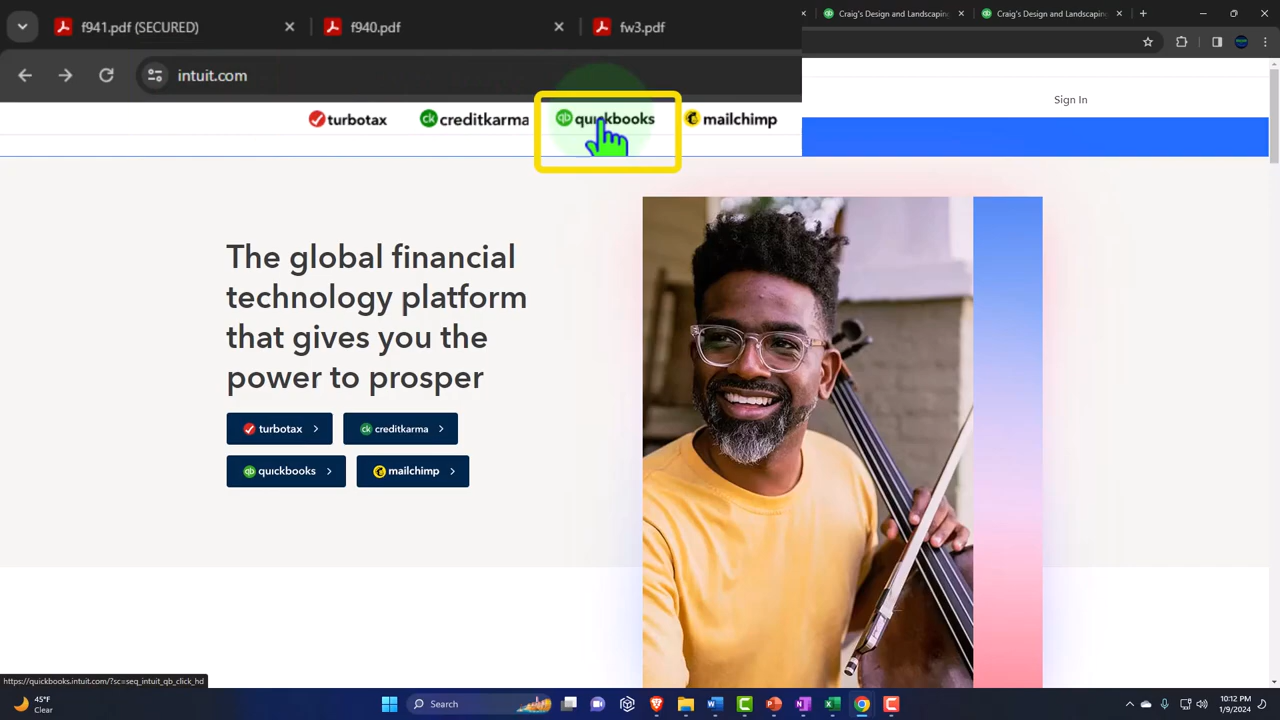 f941.pdf (SECURED)
f940.pdf
fw3.pdf
Craig's Design and Landscaping
Craig's Design and Landscaping
intuit.com
turbotax
creditkarma
quickbooks
mailchimp
Sign In
The global financial
technology platform
that gives you the
power to prosper
turbotax
creditkarma
quickbooks
mailchimp
https://quickbooks.intuit.com/?sc=seq_intuit_qb_click_hd
45°F
Clear
Search
10:12 PM
1/9/2024